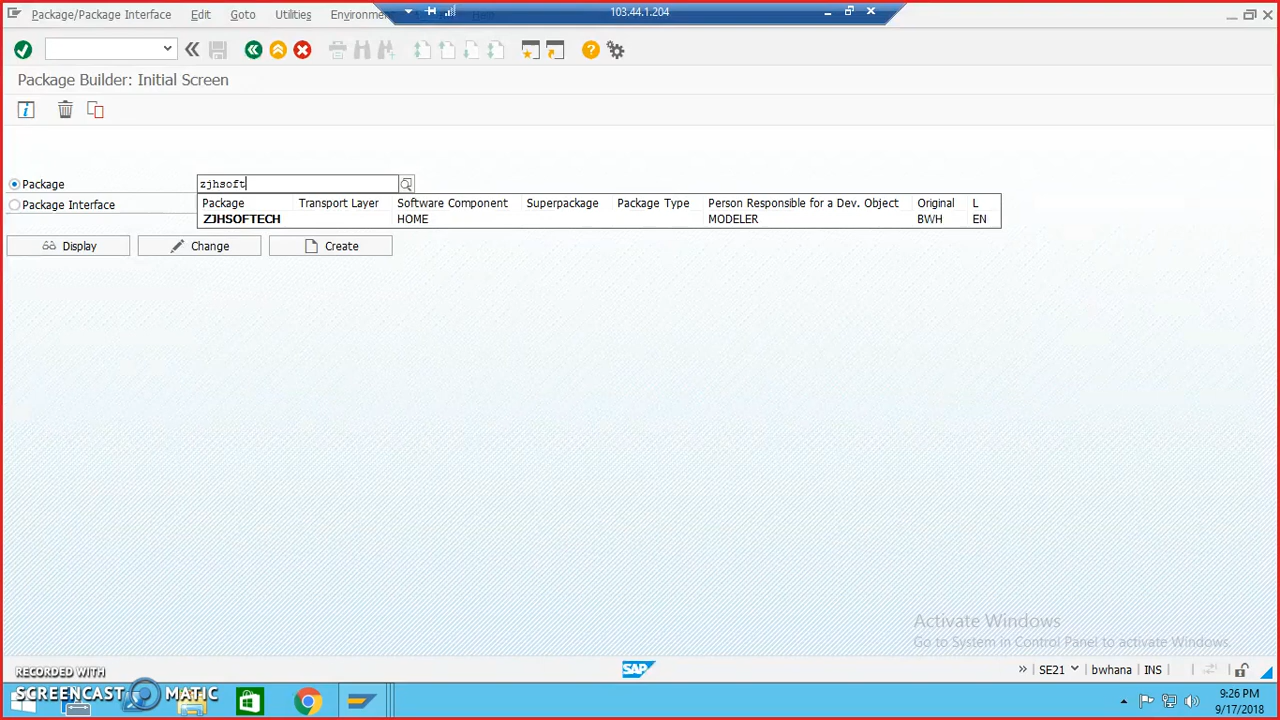 Package/Package Interface Edit Goto Utilities Environmen
103.44.1.204
Package Builder: Initial Screen
Package zjhsoft
Package Interface
Package Transport Layer Software Component Superpackage Package Type Person Responsible for a Dev. Object Original L
ZJHSOFTECH HOME MODELER BWH EN
Display Change Create
Activate Windows
Go to System in Control Panel to activate Windows.
SAP
SE21 bwhana INS
RECORDED WITH
SCREENCAST MATIC
9:26 PM
9/17/2018